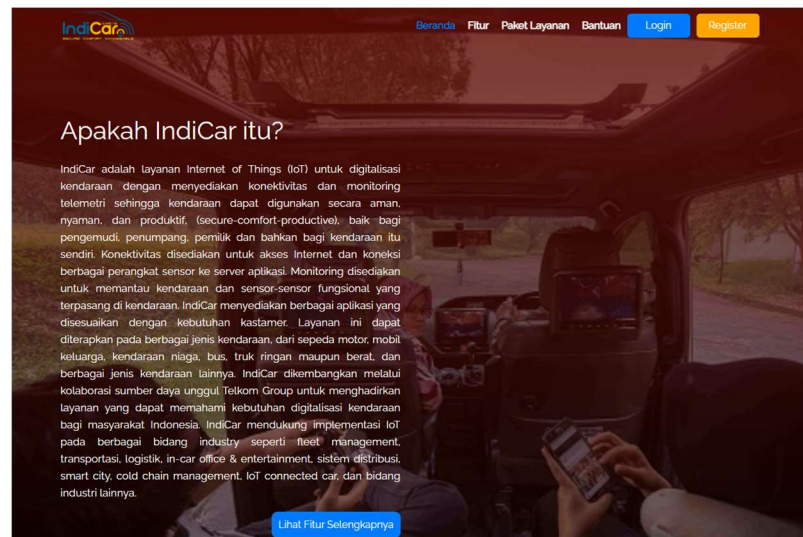 IndiCar
Beranda Fitur Paket Layanan Bantuan Login Register
Apakah IndiCar itu?
IndiCar adalah layanan Internet of Things (IoT) untuk digitalisasi
kendaraan dengan menyediakan konektivitas dan monitoring
telemetri sehingga kendaraan dapat digunakan secara aman,
nyaman, dan produktif, (secure-comfort-productive), baik bagi
pengemudi, penumpang, pemilik dan bahkan bagi kendaraan itu
sendiri. Konektivitas disediakan untuk akses Internet dan koneksi
berbagai perangkat sensor ke server aplikasi. Monitoring disediakan
untuk memantau kendaraan dan sensor-sensor fungsional yang
terpasang di kendaraan. IndiCar menyediakan berbagai aplikasi yang
disesuaikan dengan kebutuhan kastamer. Layanan ini dapat
diterapkan pada berbagai jenis kendaraan, dari sepeda motor, mobil
keluarga, kendaraan niaga, bus, truk ringan maupun berat, dan
berbagai jenis kendaraan lainnya. IndiCar dikembangkan melalui
kolaborasi sumber daya unggul Telkom Group untuk menghadirkan
layanan yang dapat memahami kebutuhan digitalisasi kendaraan
bagi masyarakat Indonesia. IndiCar mendukung implementasi IoT
pada berbagai bidang industry seperti fleet management,
transportasi, logistik, in-car office & entertainment, sistem distribusi,
smart city, cold chain management, IoT connected car, dan bidang
industri lainnya.
Lihat Fitur Selengkapnya